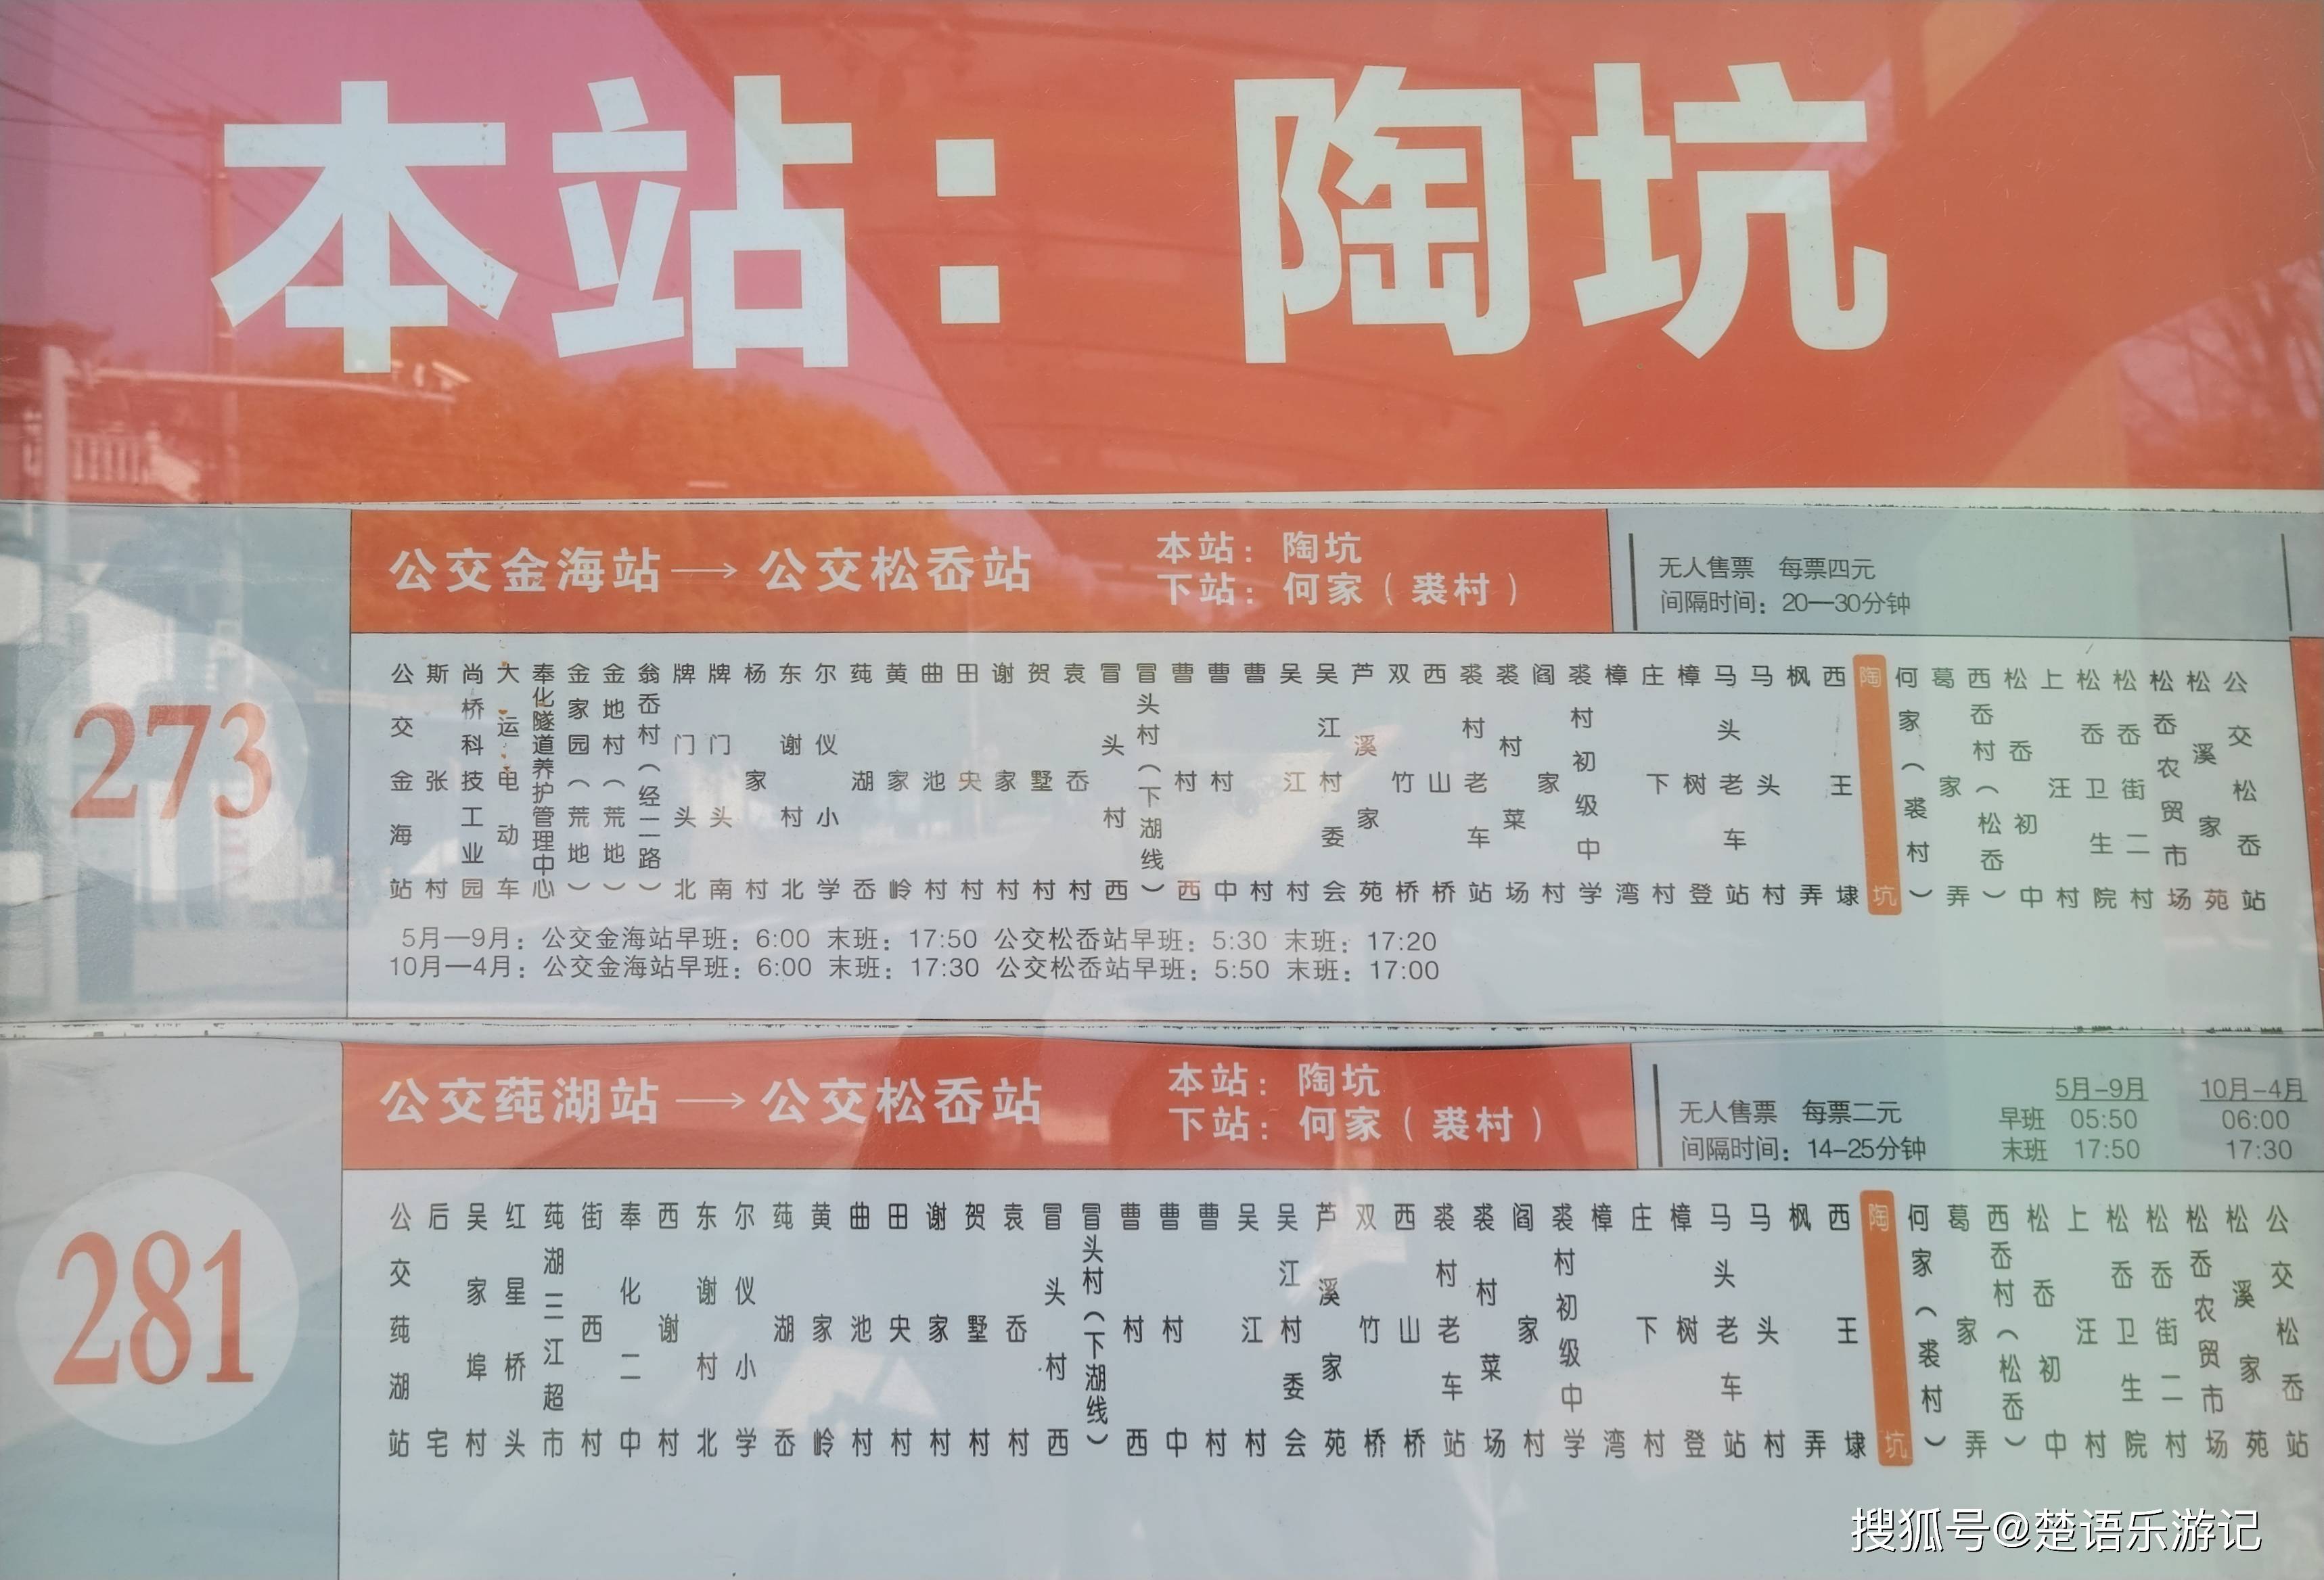 本站：陶坑
273
公交金海站→公交松岙站
本站：陶坑
下站：何家（裘村）
无人售票 每票四元
间隔时间：20—30分钟
公交金海站
斯张村
尚桥科技工业园
大运电动车
奉化隧道养护管理中心
金家园（荒地）
金地村（荒地）
翁岙村（经二路）
牌门头北
牌门头南
杨家村
东谢村北
尔仪小学
莼湖岙
黄家岭
曲池村
田央村
谢家村
贺墅村
袁岙村
冒头村西
冒头村（下湖线）
曹村西
曹村中
曹村
吴江村
吴江村委会
芦溪家苑
双竹桥
西山桥
裘村老车站
裘村菜场
阎家村
裘村初级中学
樟湾
庄下村
樟树登
马头老车站
马头村
枫弄
西王埭
陶坑
何家（裘村）
葛家弄
西岙村（松岙）
松岙初中
上汪村
松岙卫生院
松岙街二村
松岙农贸市场
松溪家苑
公交松岙站
5月—9月：公交金海站早班：6:00 末班：17:50 公交松岙站早班：5:30 末班：17:20
10月—4月：公交金海站早班：6:00 末班：17:30 公交松岙站早班：5:50 末班：17:00
281
公交莼湖站→公交松岙站
本站：陶坑
下站：何家（裘村）
无人售票 每票二元
间隔时间：14-25分钟
5月-9月 10月-4月
早班 05:50 06:00
末班 17:50 17:30
公交莼湖站
后宅
吴家埠村
红星桥头
莼湖三江超市
街西村
奉化二中
西谢村
东谢村北
尔仪小学
莼湖岙
黄家岭
曲池村
田央村
谢家村
贺墅村
袁岙村
冒头村西
冒头村（下湖线）
曹村西
曹村中
曹村
吴江村
吴江村委会
芦溪家苑
双竹桥
西山桥
裘村老车站
裘村菜场
阎家村
裘村初级中学
樟湾
庄下村
樟树登
马头老车站
马头村
枫弄
西王埭
陶坑
何家（裘村）
葛家弄
西岙村（松岙）
松岙初中
上汪村
松岙卫生院
松岙街二村
松岙农贸市场
松溪家苑
公交松岙站
搜狐号@楚语乐游记